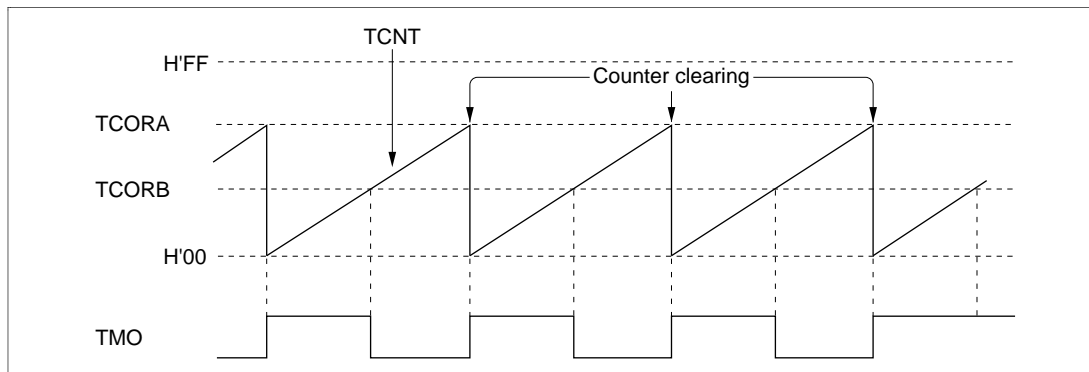 TCNT
H'FF
Counter clearing
TCORA
TCORB
H'00
TMO